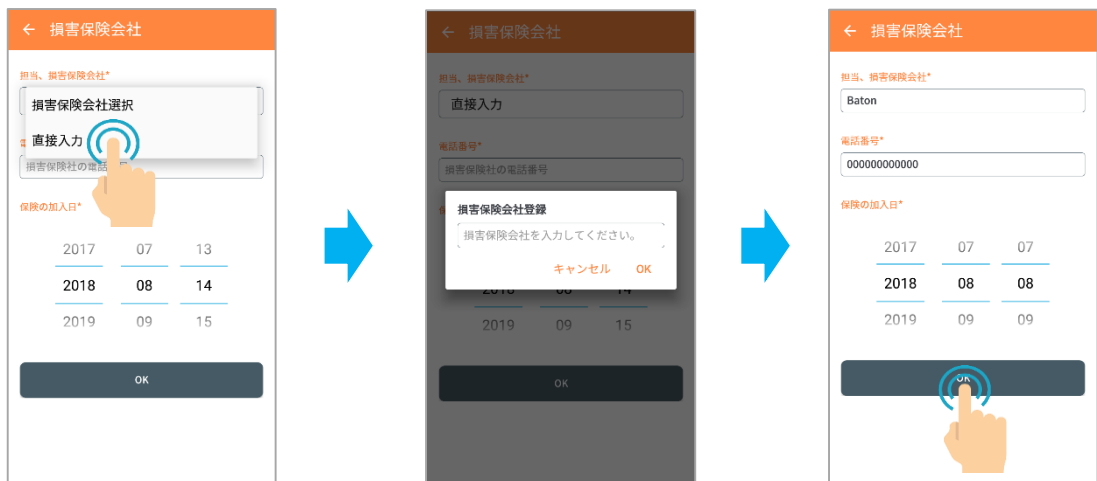 ← 損害保険会社
担当、損害保険会社*
損害保険会社選択
直接入力
損害保険社の電話
保険の加入日*
2017 07 13
2018 08 14
2019 09 15
OK
← 損害保険会社
担当、損害保険会社*
直接入力
電話番号*
損害保険社の電話番号
損害保険会社登録
損害保険会社を入力してください。
キャンセル OK
2018 08 14
2019 09 15
OK
← 損害保険会社
担当、損害保険会社*
Baton
電話番号*
000000000000
保険の加入日*
2017 07 07
2018 08 08
2019 09 09
OK